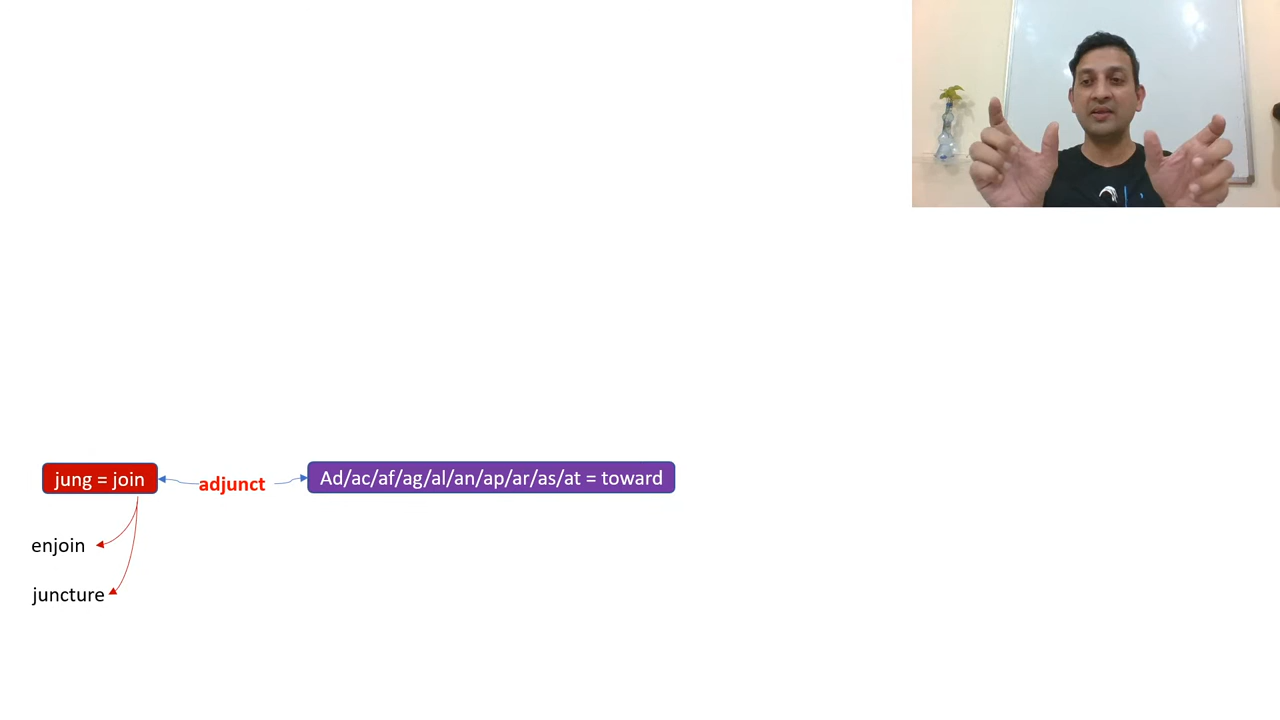 jung = join
adjunct
Ad/ac/af/ag/al/an/ap/ar/as/at = toward
enjoin
juncture